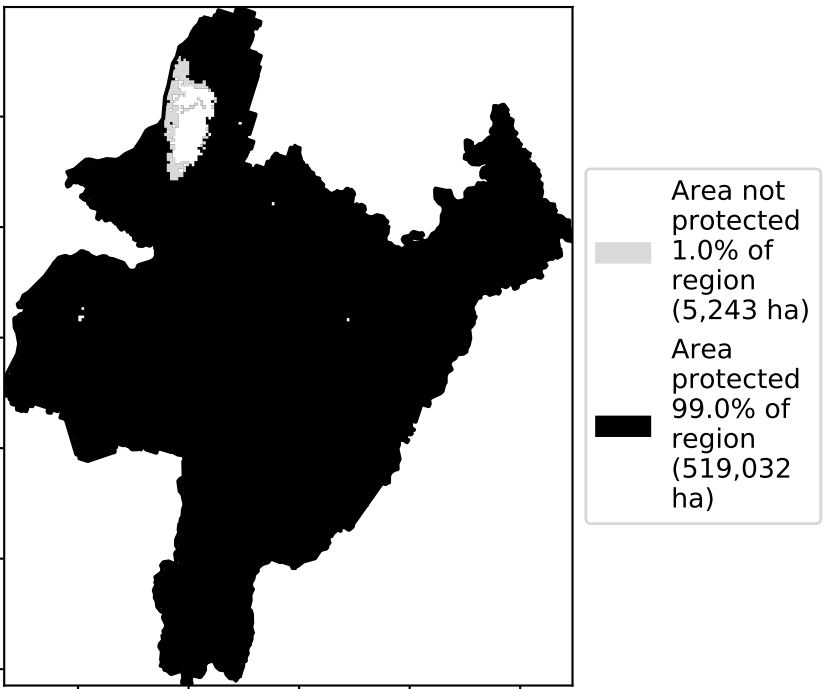 Area not
protected
1.0% of
region
(5,243 ha)
Area
protected
99.0% of
region
(519,032
ha)